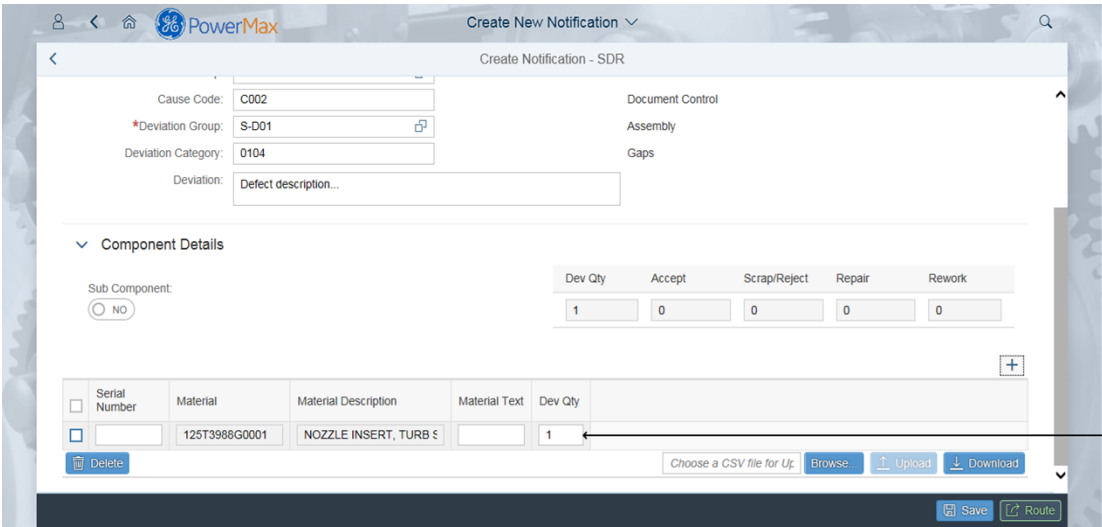 PowerMax
Create New Notification
Create Notification - SDR
Cause Code: C002 Document Control
*Deviation Group: S-D01 Assembly
Deviation Category: 0104 Gaps
Deviation: Defect description...
Component Details
Dev Qty Accept Scrap/Reject Repair Rework
Sub Component:
NO 1 0 0 0 0
+
Serial Number Material Material Description Material Text Dev Qty
125T3988G0001 NOZZLE INSERT, TURB S 1
Delete Choose a CSV file for Up Browse... Upload Download
Save Route